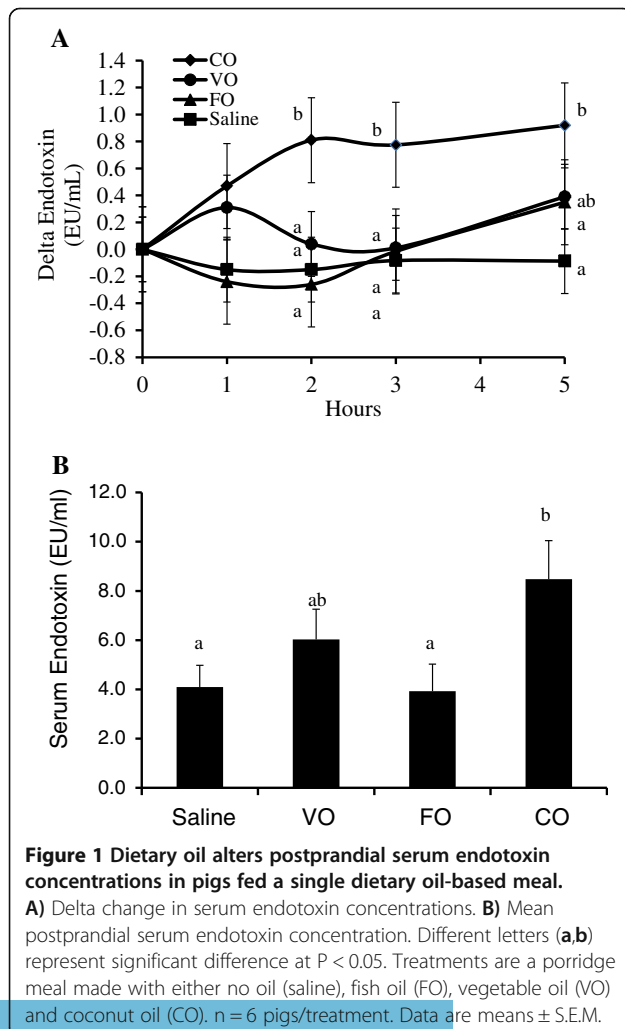 A
1.4
1.2
1.0
0.8
0.6
0.4
0.2
0.0
-0.2
-0.4
-0.6
-0.8
Delta Endotoxin
(EU/mL)
CO
VO
FO
Saline
b
b
b
a
a
a
a
a
a
ab
a
0
1
2
3
4
5
Hours
B
12.0
10.0
8.0
6.0
4.0
2.0
0.0
Serum Endotoxin (EU/ml)
a
ab
a
b
Saline VO FO CO
Figure 1 Dietary oil alters postprandial serum endotoxin
concentrations in pigs fed a single dietary oil-based meal.
A) Delta change in serum endotoxin concentrations. B) Mean
postprandial serum endotoxin concentration. Different letters (a,b)
represent significant difference at P < 0.05. Treatments are a porridge
meal made with either no oil (saline), fish oil (FO), vegetable oil (VO)
and coconut oil (CO). n = 6 pigs/treatment. Data are means ± S.E.M.